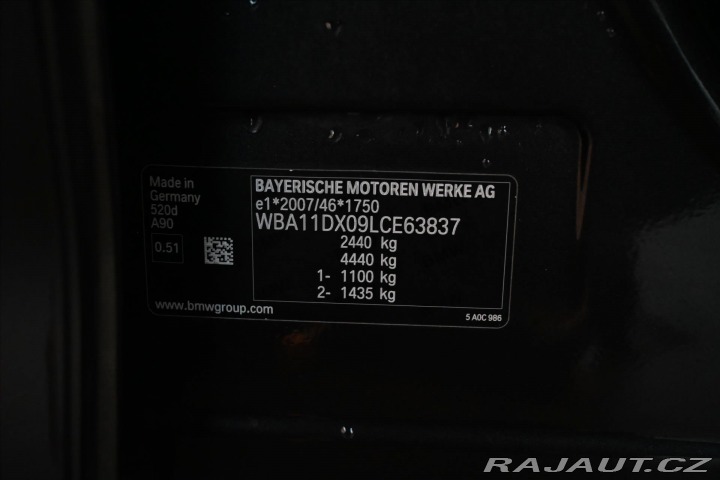 Made in
Germany
520d
A90
0.51
www.bmwgroup.com
BAYERISCHE MOTOREN WERKE AG
e1*2007/46*1750
WBA11DX09LCE63837
2440 kg
4440 kg
1- 1100 kg
2- 1435 kg
5 A0C 986
RAJAUT.CZ